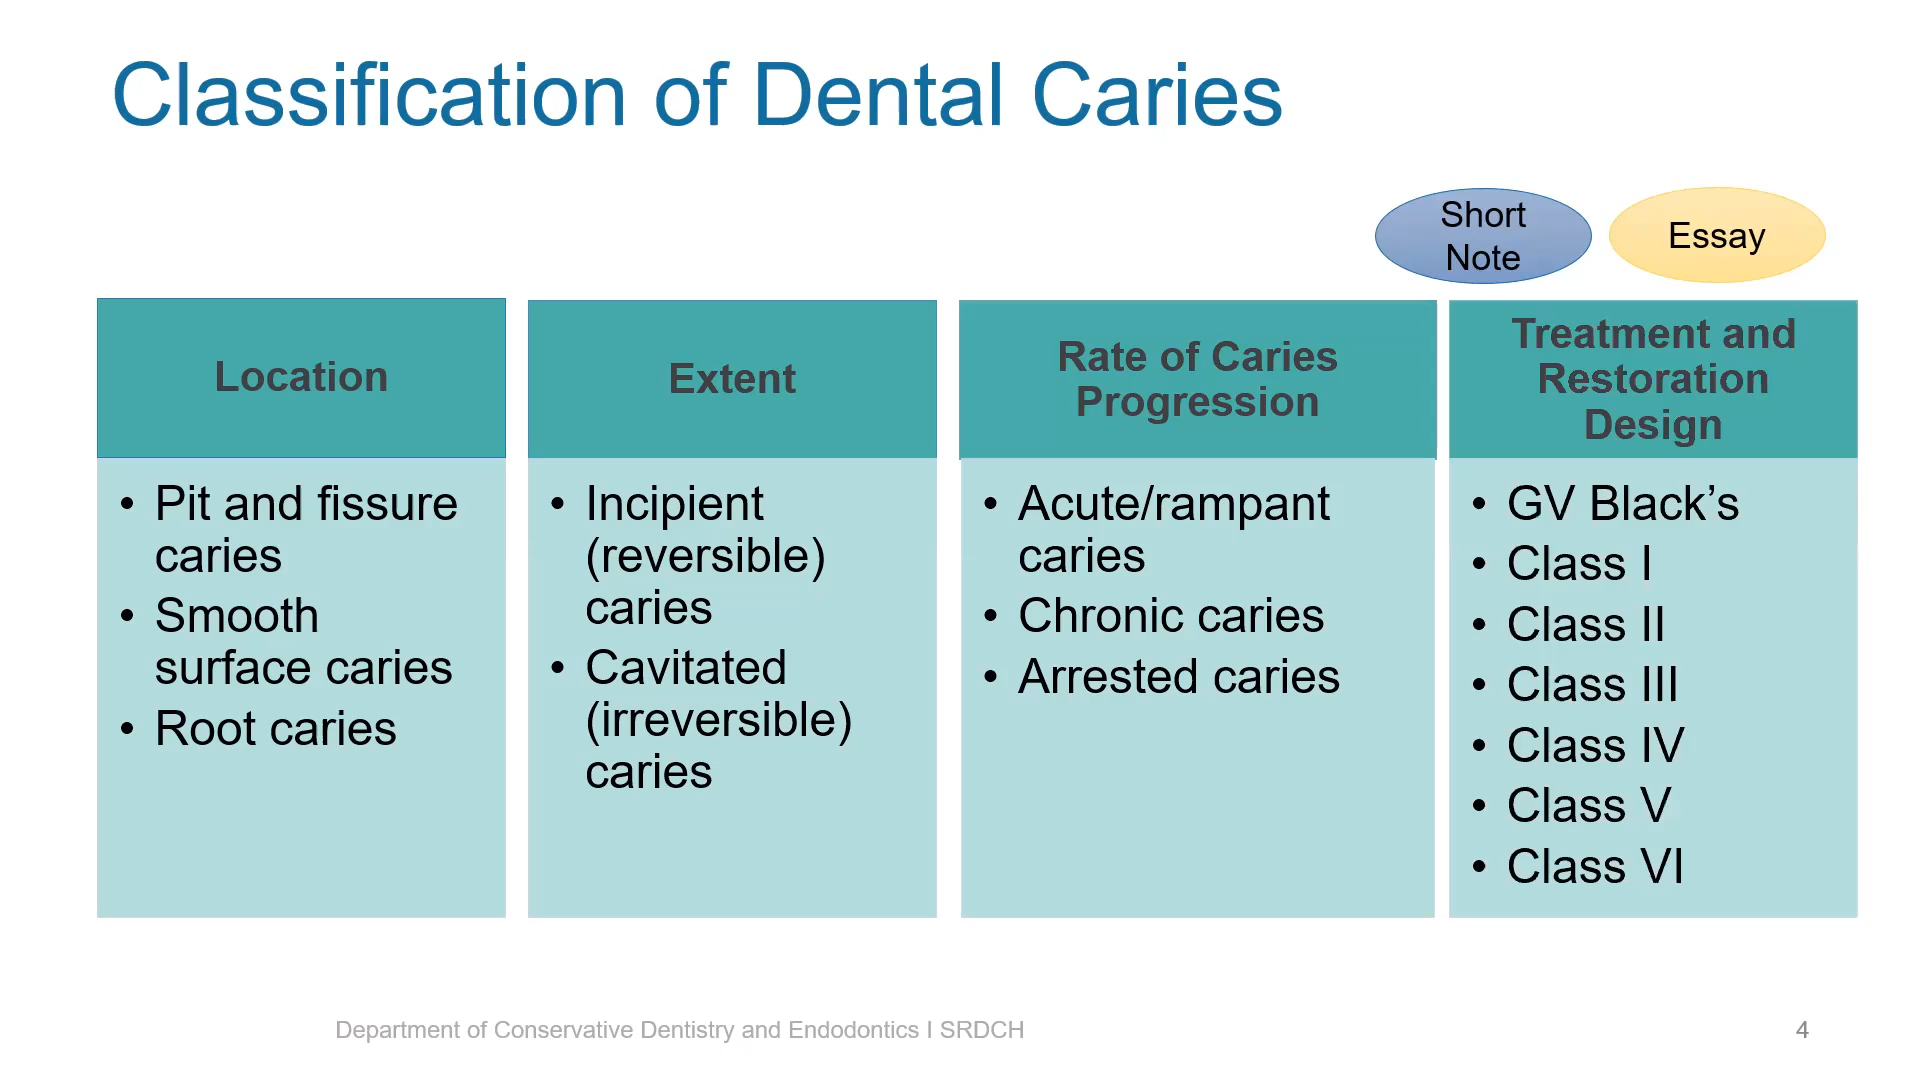 Classification of Dental Caries
Short
Note
Essay
Location
• Pit and fissure
caries
• Smooth
surface caries
• Root caries
Extent
• Incipient
(reversible)
caries
• Cavitated
(irreversible)
caries
Rate of Caries
Progression
• Acute/rampant
caries
• Chronic caries
• Arrested caries
Treatment and
Restoration
Design
• GV Black’s
• Class I
• Class II
• Class III
• Class IV
• Class V
• Class VI
Department of Conservative Dentistry and Endodontics I SRDCH
4